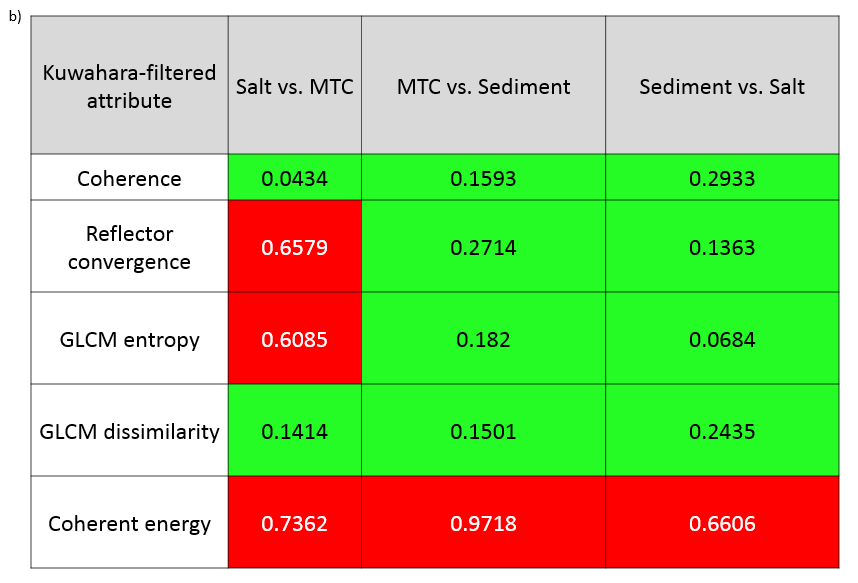 b)
Kuwahara-filtered
attribute
Salt vs. MTC
MTC vs. Sediment
Sediment vs. Salt
Coherence
0.0434
0.1593
0.2933
Reflector
convergence
0.6579
0.2714
0.1363
GLCM entropy
0.6085
0.182
0.0684
GLCM dissimilarity
0.1414
0.1501
0.2435
Coherent energy
0.7362
0.9718
0.6606